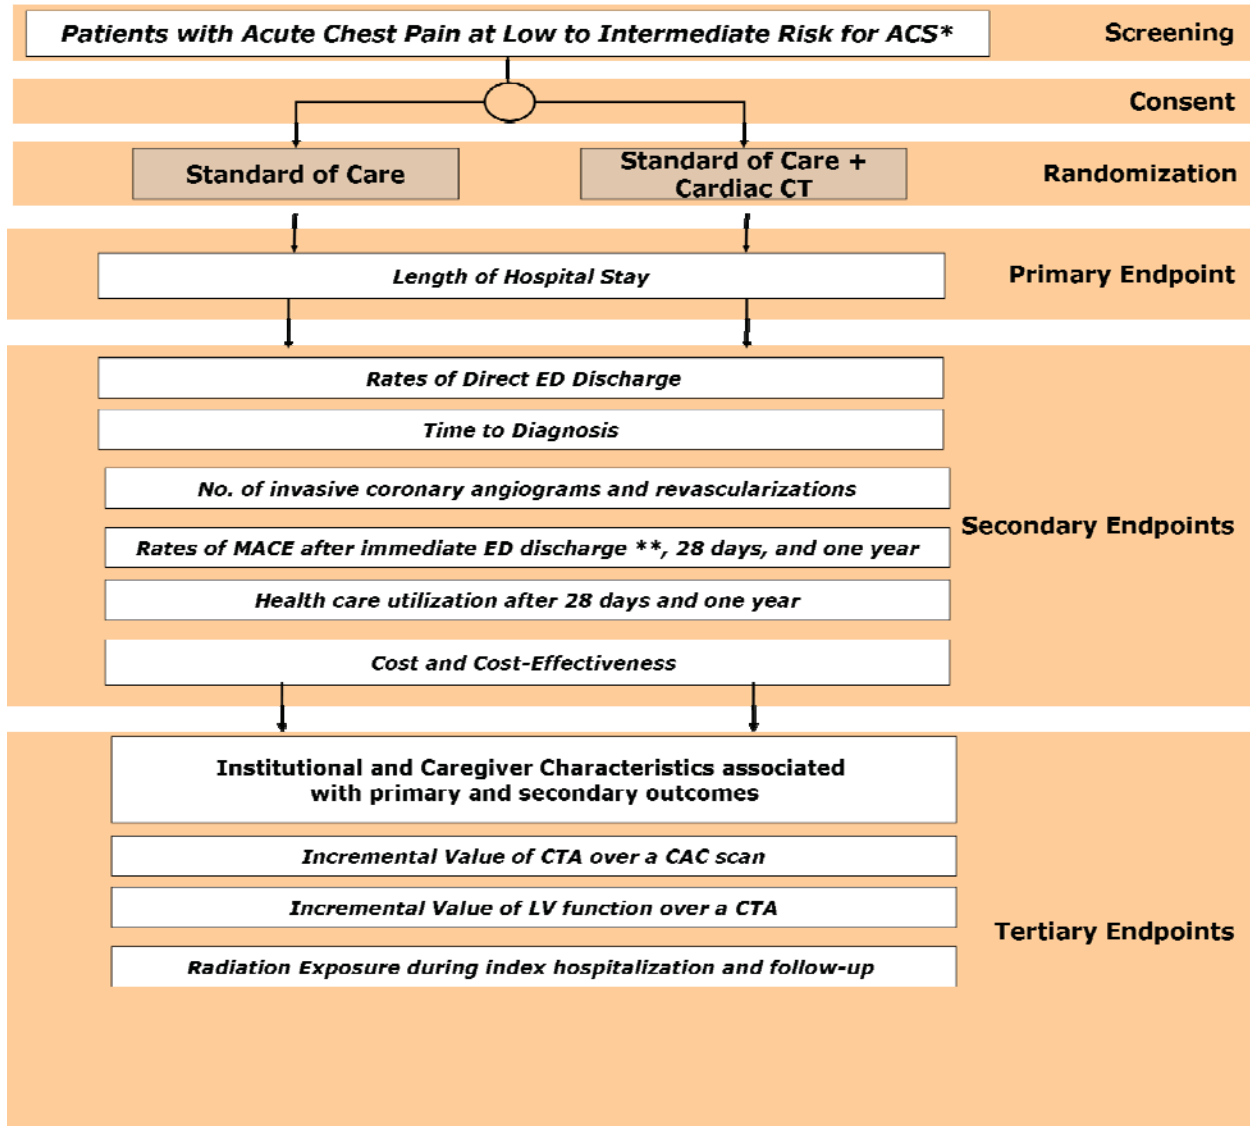 Patients with Acute Chest Pain at Low to Intermediate Risk for ACS*
Screening
Consent
Standard of Care
Standard of Care +
Cardiac CT
Randomization
Length of Hospital Stay
Primary Endpoint
Rates of Direct ED Discharge
Time to Diagnosis
No. of invasive coronary angiograms and revascularizations
Rates of MACE after immediate ED discharge **, 28 days, and one year
Health care utilization after 28 days and one year
Cost and Cost-Effectiveness
Secondary Endpoints
Institutional and Caregiver Characteristics associated
with primary and secondary outcomes
Incremental Value of CTA over a CAC scan
Incremental Value of LV function over a CTA
Radiation Exposure during index hospitalization and follow-up
Tertiary Endpoints